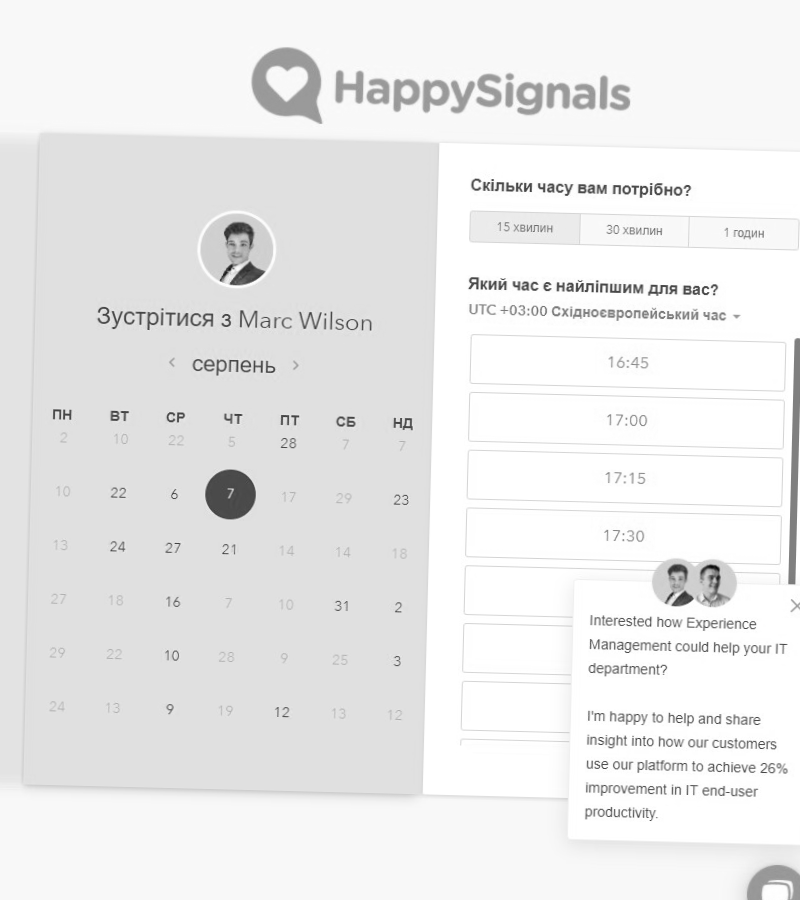 HappySignals
Зустрітися з Marc Wilson
серпень
ПН ВТ СР ЧТ ПТ СБ НД
2 10 22 5 28 7 7
10 22 6 7 17 29 23
13 24 27 21 14 14 18
27 18 16 7 10 31 2
29 22 10 28 9 25 3
24 13 9 19 12 13 12
Скільки часу вам потрібно?
15 хвилин 30 хвилин 1 годин
Який час є найліпшим для вас?
UTC +03:00 Східноєвропейський час
16:45
17:00
17:15
17:30
Interested how Experience
Management could help your IT
department?
I'm happy to help and share
insight into how our customers
use our platform to achieve 26%
improvement in IT end-user
productivity.